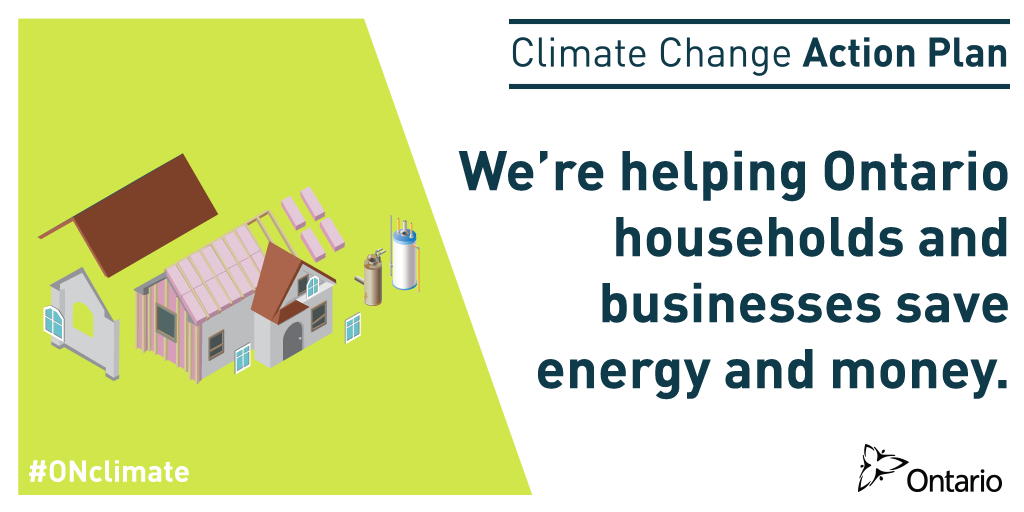 Climate Change Action Plan
We’re helping Ontario
households and
businesses save
energy and money.
#ONclimate
Ontario